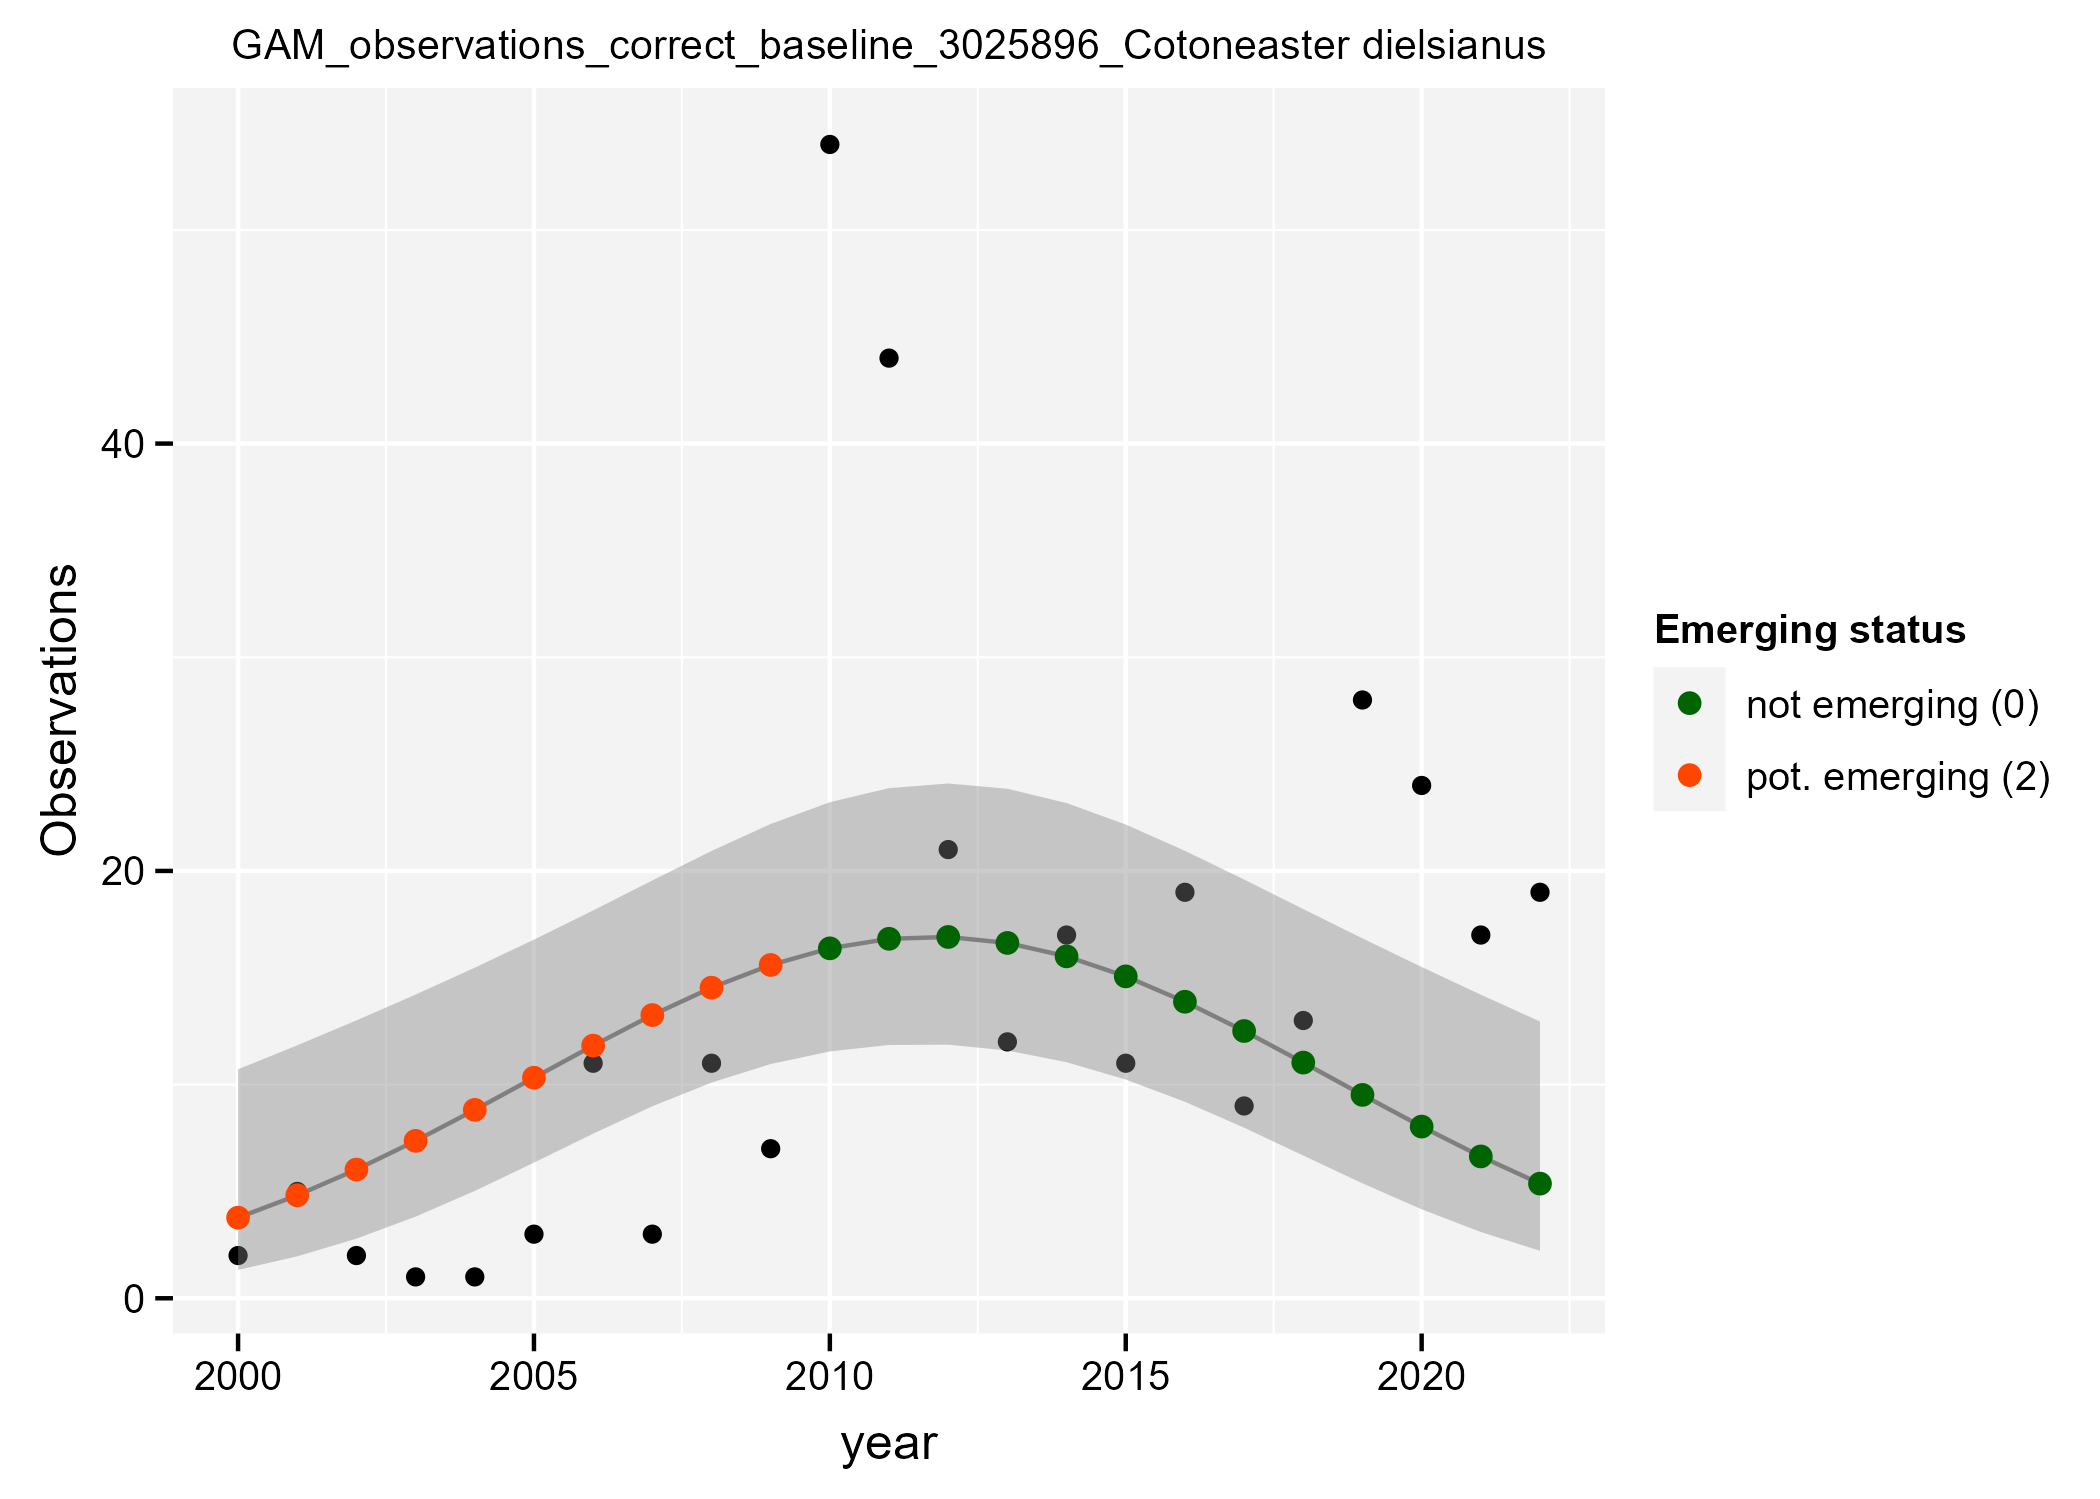 GAM_observations_correct_baseline_3025896_Cotoneaster dielsianus
Observations
40
20
0
2000 2005 2010 2015 2020
year
Emerging status
not emerging (0)
pot. emerging (2)